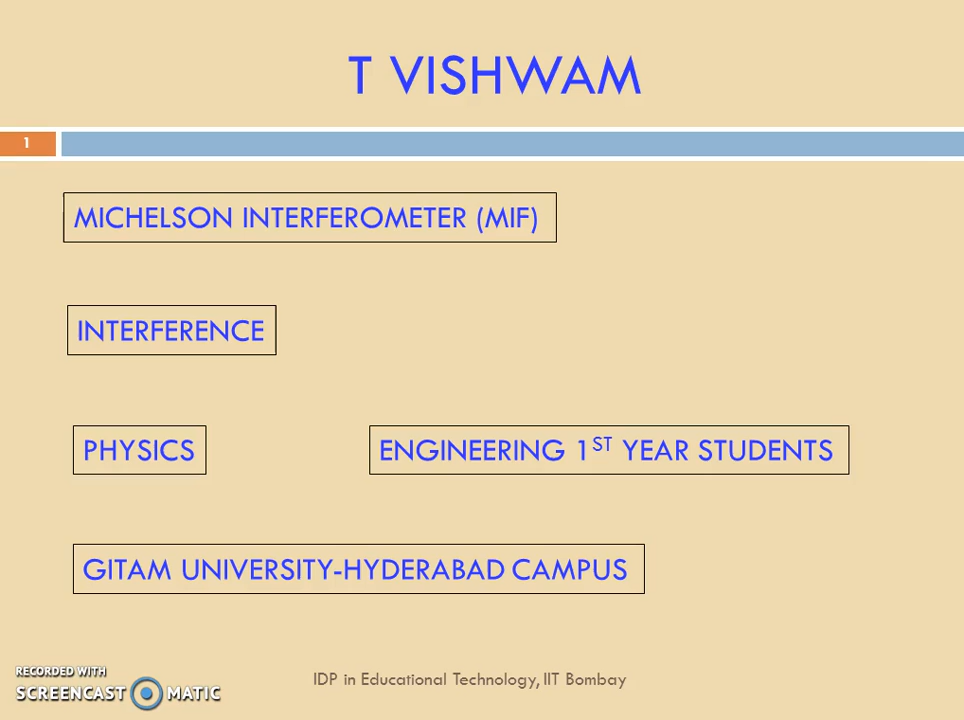 T VISHWAM
1
MICHELSON INTERFEROMETER (MIF)
INTERFERENCE
PHYSICS
ENGINEERING 1ST YEAR STUDENTS
GITAM UNIVERSITY-HYDERABAD CAMPUS
RECORDED WITH
SCREENCAST MATIC
IDP in Educational Technology, IIT Bombay